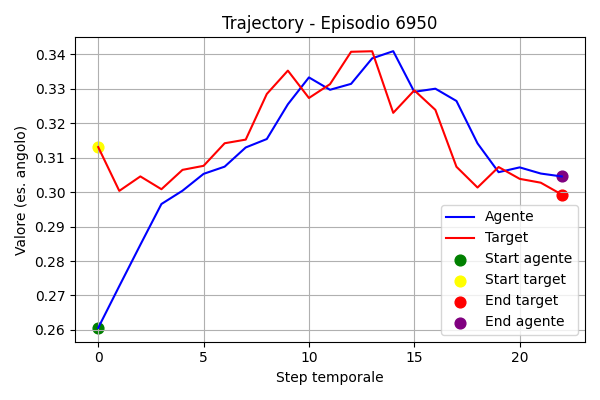 Trajectory - Episodio 6950
Valore (es. angolo)
0.34
0.33
0.32
0.31
0.30
0.29
0.28
0.27
0.26
Agente
Target
Start agente
Start target
End target
End agente
0 5 10 15 20
Step temporale